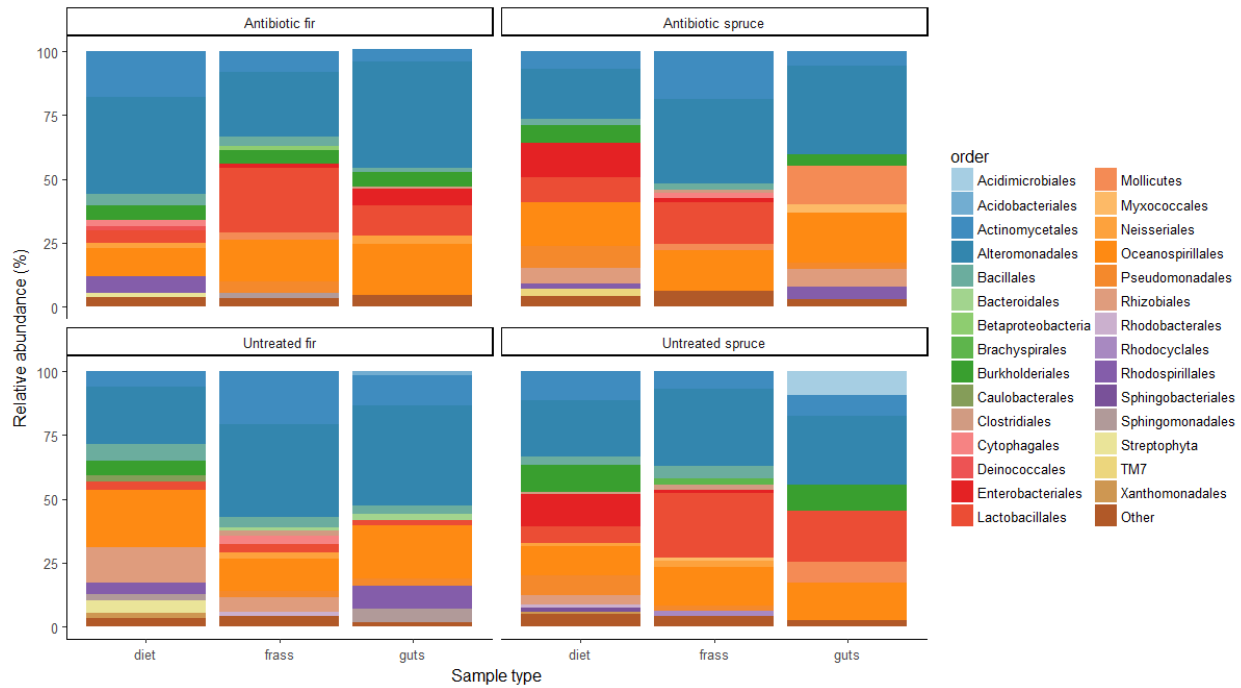 Antibiotic fir
Antibiotic spruce
100
75
50
25
0
Untreated fir
Untreated spruce
100
75
50
25
0
Relative abundance (%)
diet
frass
guts
diet
frass
guts
Sample type
order
Acidimicrobiales
Acidobacteriales
Actinomycetales
Alteromonadales
Bacillales
Bacteroidales
Betaproteobacteria
Brachyspirales
Burkholderiales
Caulobacterales
Clostridiales
Cytophagales
Deinococcales
Enterobacteriales
Lactobacillales
Mollicutes
Myxococcales
Neisseriales
Oceanospirillales
Pseudomonadales
Rhizobiales
Rhodobacterales
Rhodocyclales
Rhodospirillales
Sphingobacteriales
Sphingomonadales
Streptophyta
TM7
Xanthomonadales
Other